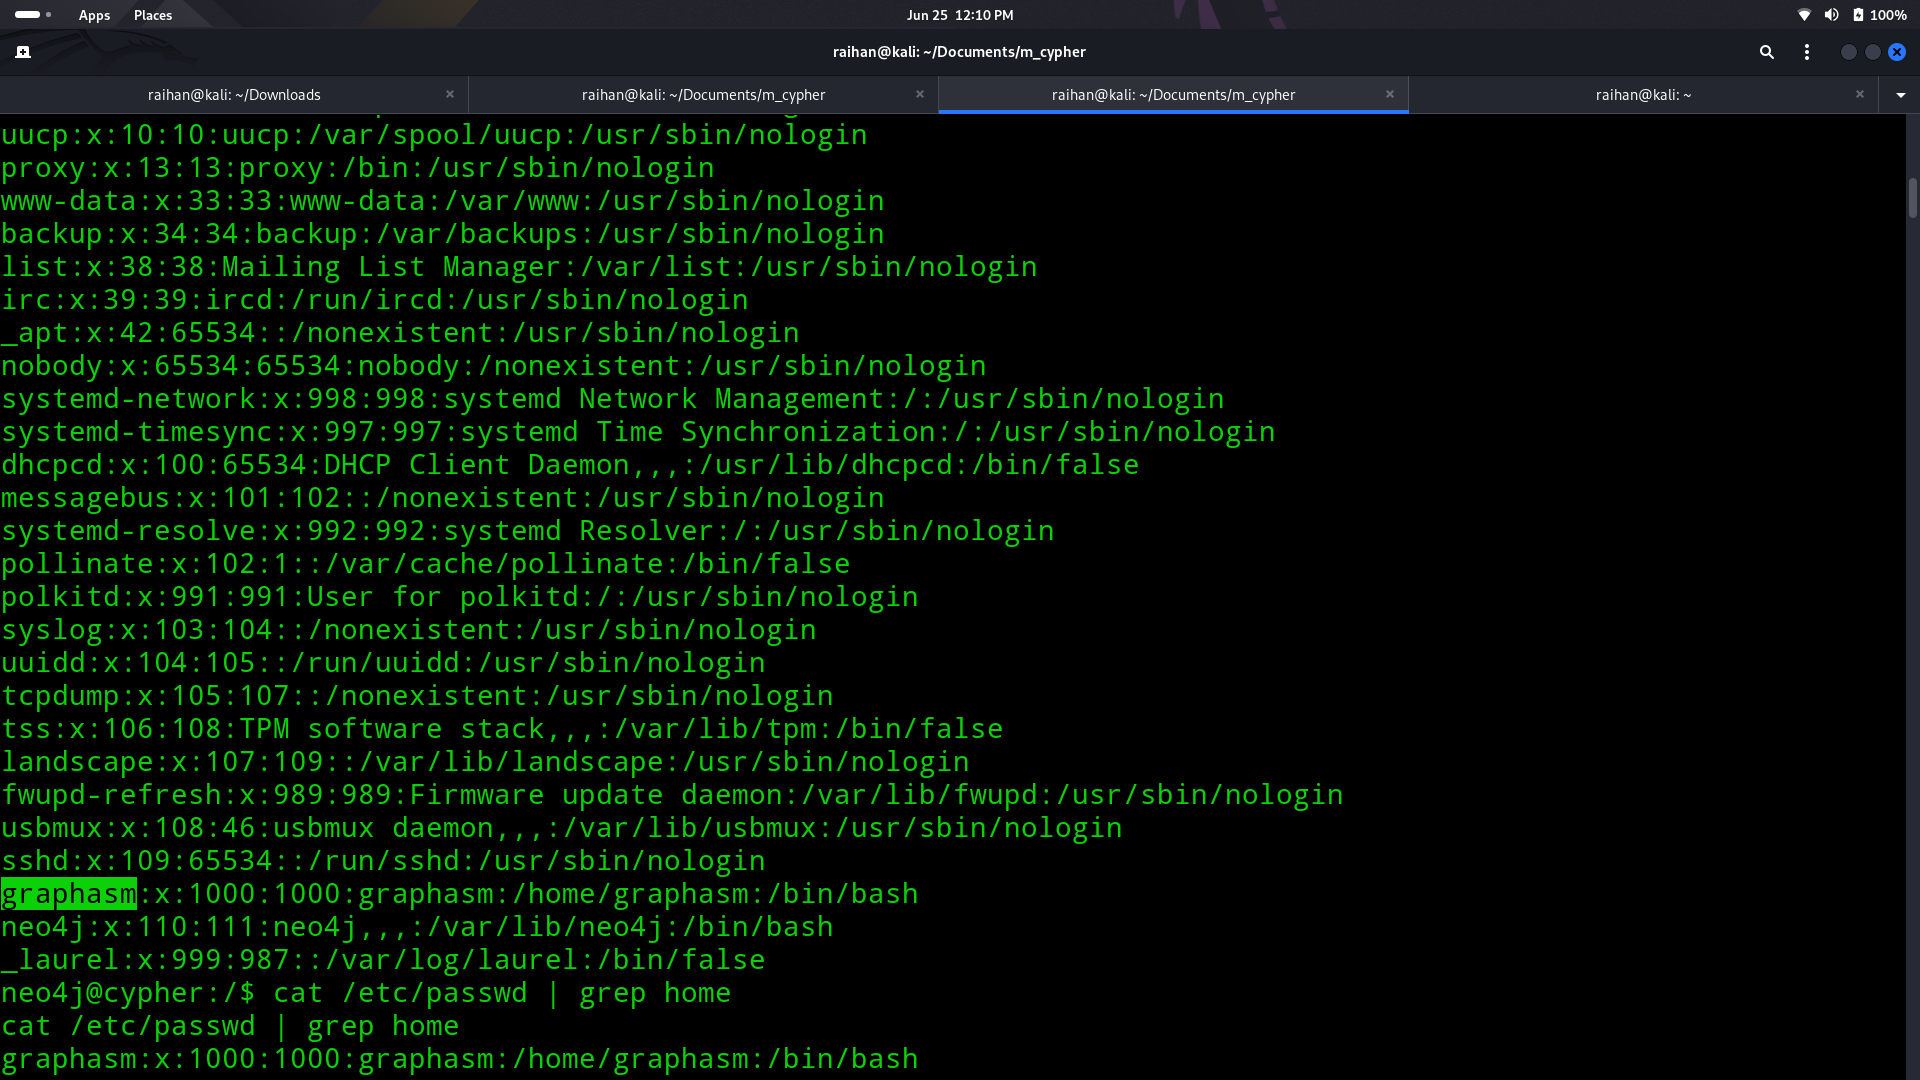 Apps Places Jun 25 12:10 PM 100%
raihan@kali: ~/Documents/m_cypher
raihan@kali: ~/Downloads raihan@kali: ~/Documents/m_cypher raihan@kali: ~/Documents/m_cypher raihan@kali: ~
uucp:x:10:10:uucp:/var/spool/uucp:/usr/sbin/nologin
proxy:x:13:13:proxy:/bin:/usr/sbin/nologin
www-data:x:33:33:www-data:/var/www:/usr/sbin/nologin
backup:x:34:34:backup:/var/backups:/usr/sbin/nologin
list:x:38:38:Mailing List Manager:/var/list:/usr/sbin/nologin
irc:x:39:39:ircd:/run/ircd:/usr/sbin/nologin
_apt:x:42:65534::/nonexistent:/usr/sbin/nologin
nobody:x:65534:65534:nobody:/nonexistent:/usr/sbin/nologin
systemd-network:x:998:998:systemd Network Management:/:/usr/sbin/nologin
systemd-timesync:x:997:997:systemd Time Synchronization:/:/usr/sbin/nologin
dhcpcd:x:100:65534:DHCP Client Daemon,,,:/usr/lib/dhcpcd:/bin/false
messagebus:x:101:102::/nonexistent:/usr/sbin/nologin
systemd-resolve:x:992:992:systemd Resolver:/:/usr/sbin/nologin
pollinate:x:102:1::/var/cache/pollinate:/bin/false
polkitd:x:991:991:User for polkitd:/:/usr/sbin/nologin
syslog:x:103:104::/nonexistent:/usr/sbin/nologin
uuidd:x:104:105::/run/uuidd:/usr/sbin/nologin
tcpdump:x:105:107::/nonexistent:/usr/sbin/nologin
tss:x:106:108:TPM software stack,,,:/var/lib/tpm:/bin/false
landscape:x:107:109::/var/lib/landscape:/usr/sbin/nologin
fwupd-refresh:x:989:989:Firmware update daemon:/var/lib/fwupd:/usr/sbin/nologin
usbmux:x:108:46:usbmux daemon,,,:/var/lib/usbmux:/usr/sbin/nologin
sshd:x:109:65534::/run/sshd:/usr/sbin/nologin
graphasm:x:1000:1000:graphasm:/home/graphasm:/bin/bash
neo4j:x:110:111:neo4j,,,:/var/lib/neo4j:/bin/bash
_laurel:x:999:987::/var/log/laurel:/bin/false
neo4j@cypher:/$ cat /etc/passwd | grep home
cat /etc/passwd | grep home
graphasm:x:1000:1000:graphasm:/home/graphasm:/bin/bash